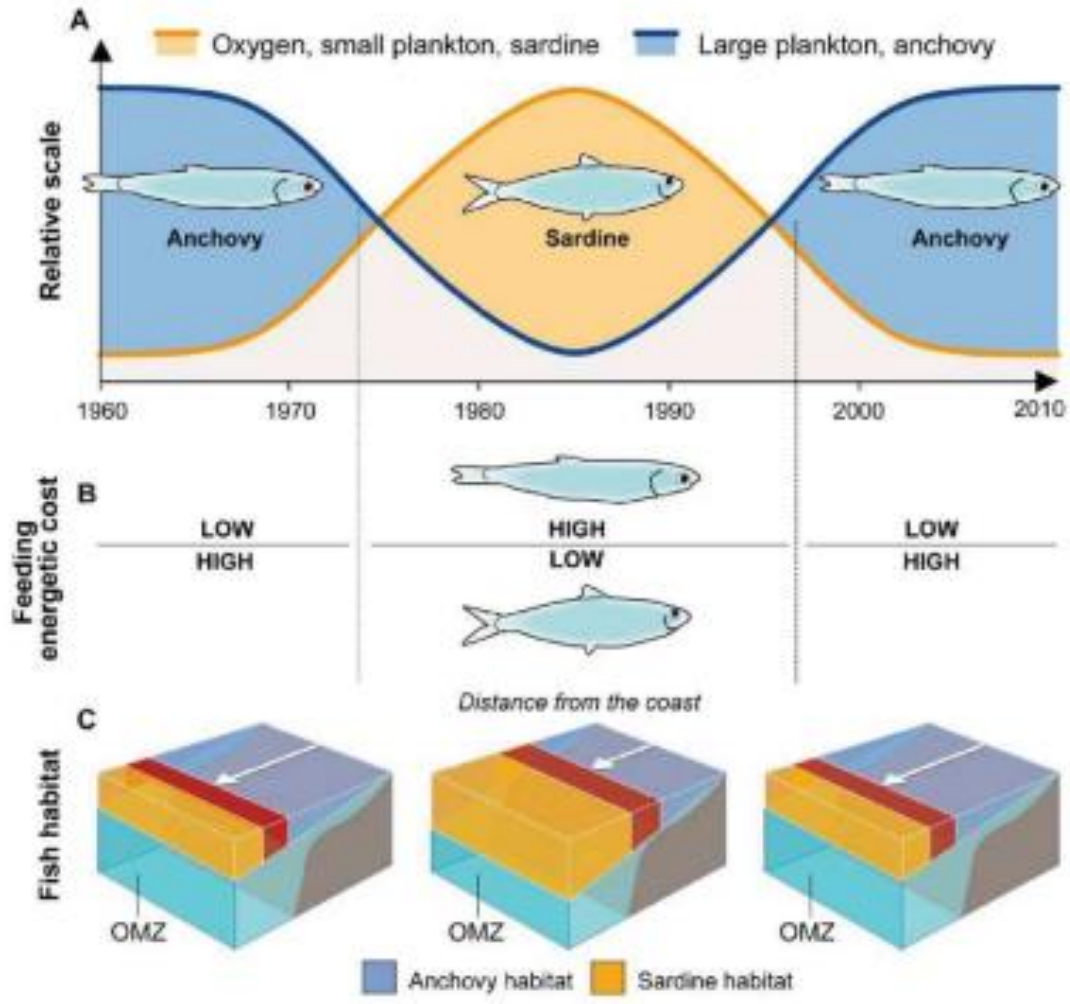 A
Oxygen, small plankton, sardine
Large plankton, anchovy
Relative scale
Anchovy
Sardine
Anchovy
1960
1970
1980
1990
2000
2010
B
Feeding
energetic cost
LOW
HIGH
LOW
HIGH
LOW
HIGH
Distance from the coast
C
Fish habitat
OMZ
OMZ
OMZ
Anchovy habitat
Sardine habitat